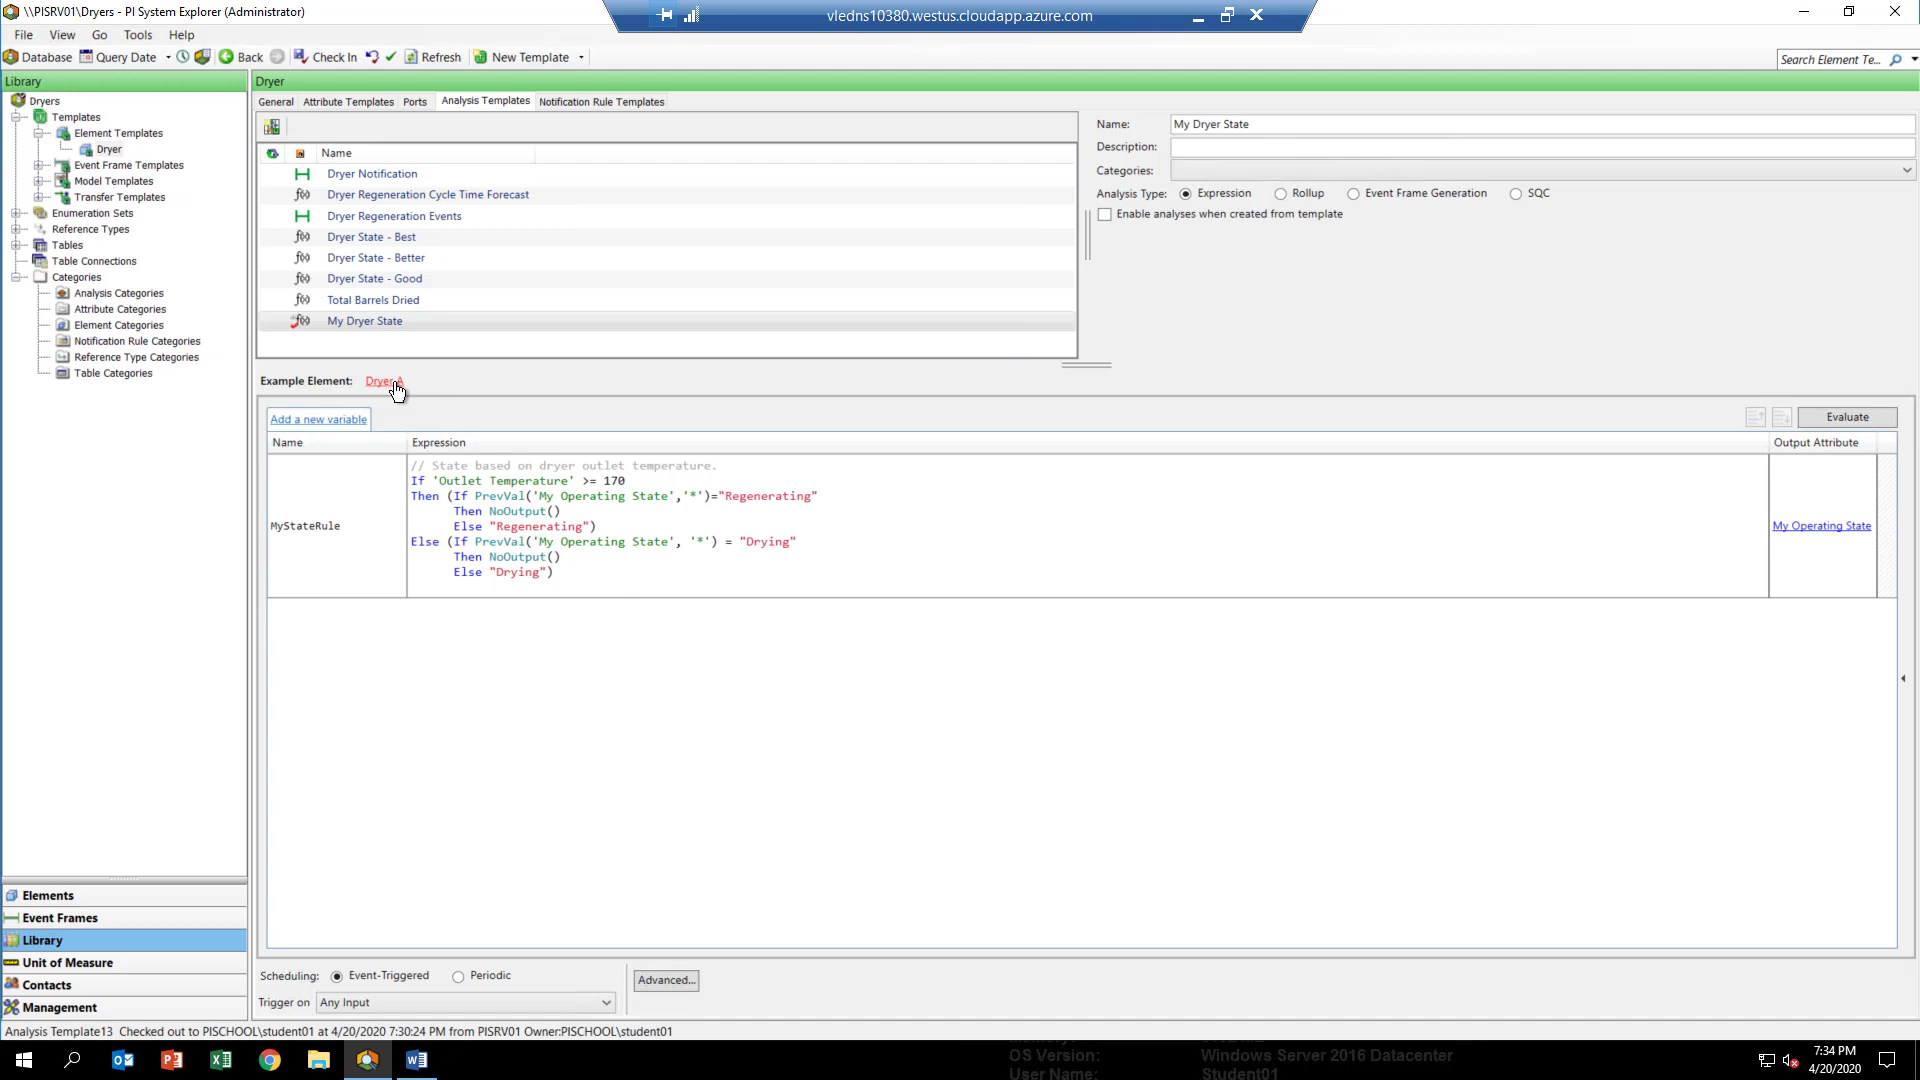 \\PISRV01\Dryers - PI System Explorer (Administrator)
vledns10380.westus.cloudapp.azure.com
File View Go Tools Help
Database Query Date Back Check In Refresh New Template
Search Element Te...
Library
Dryers
Templates
Element Templates
Dryer
Event Frame Templates
Model Templates
Transfer Templates
Enumeration Sets
Reference Types
Tables
Table Connections
Categories
Analysis Categories
Attribute Categories
Element Categories
Notification Rule Categories
Reference Type Categories
Table Categories
Elements
Event Frames
Library
Unit of Measure
Contacts
Management
Dryer
General Attribute Templates Ports Analysis Templates Notification Rule Templates
Name
Dryer Notification
Dryer Regeneration Cycle Time Forecast
Dryer Regeneration Events
Dryer State - Best
Dryer State - Better
Dryer State - Good
Total Barrels Dried
My Dryer State
Name: My Dryer State
Description:
Categories:
Analysis Type: Expression Rollup Event Frame Generation SQC
Enable analyses when created from template
Example Element: Dryer A
Add a new variable
Evaluate
Name Expression Output Attribute
MyStateRule
// State based on dryer outlet temperature.
If 'Outlet Temperature' >= 170
Then (If PrevVal('My Operating State','*')="Regenerating"
Then NoOutput()
Else "Regenerating")
Else (If PrevVal('My Operating State', '*') = "Drying"
Then NoOutput()
Else "Drying")
My Operating State
Scheduling: Event-Triggered Periodic
Advanced...
Trigger on Any Input
Analysis Template13 Checked out to PISCHOOL\student01 at 4/20/2020 7:30:24 PM from PISRV01 Owner:PISCHOOL\student01
OS Version: Windows Server 2016 Datacenter
User Name: Student01
7:34 PM
4/20/2020